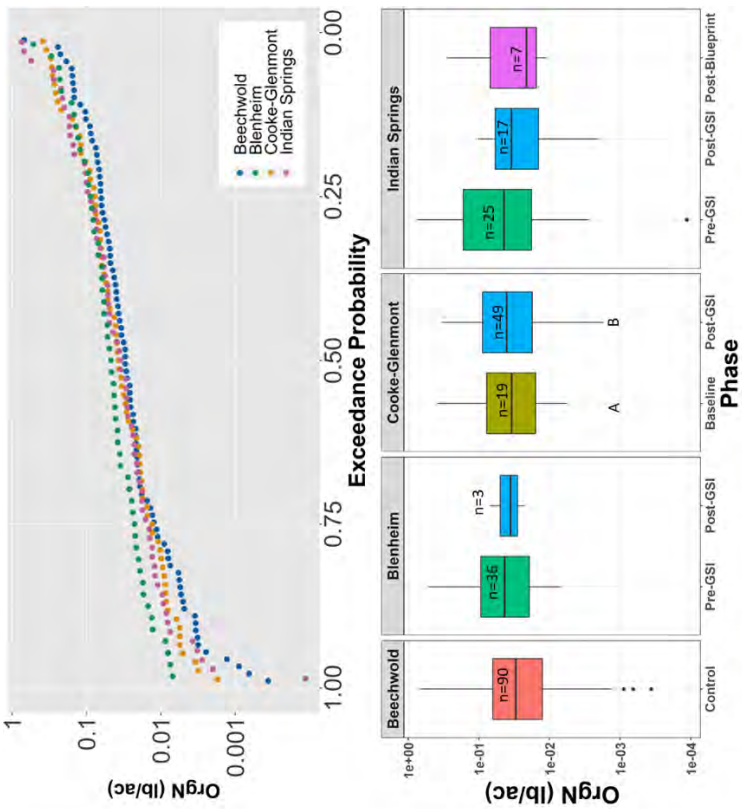 1
0.1
0.01
0.001
OrgN (lb/ac)
1.00
0.75
0.50
0.25
0.00
Exceedance Probability
Beechwold
Blenheim
Cooke-Glenmont
Indian Springs
Beechwold
Blenheim
Cooke-Glenmont
Indian Springs
1e+00
1e-01
1e-02
1e-03
1e-04
OrgN (lb/ac)
n=90
n=36
n=3
n=19
n=49
n=25
n=17
n=7
A
B
Control
Pre-GSI
Post-GSI
Baseline
Post-GSI
Pre-GSI
Post-GSI
Post-Blueprint
Phase